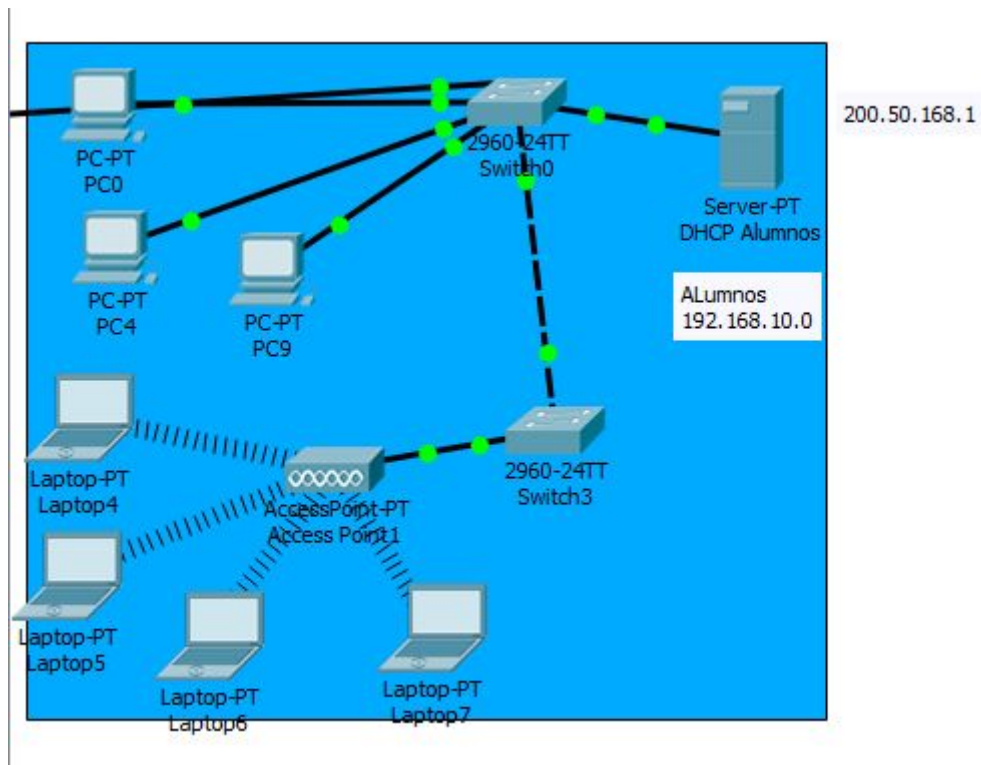 PC-PT
PC0
2960-24TT
Switch0
Server-PT
DHCP Alumnos
200.50.168.1
PC-PT
PC4
PC-PT
PC9
ALumnos
192.168.10.0
Laptop-PT
Laptop4
AccessPoint-PT
Access Point1
2960-24TT
Switch3
Laptop-PT
Laptop5
Laptop-PT
Laptop6
Laptop-PT
Laptop7